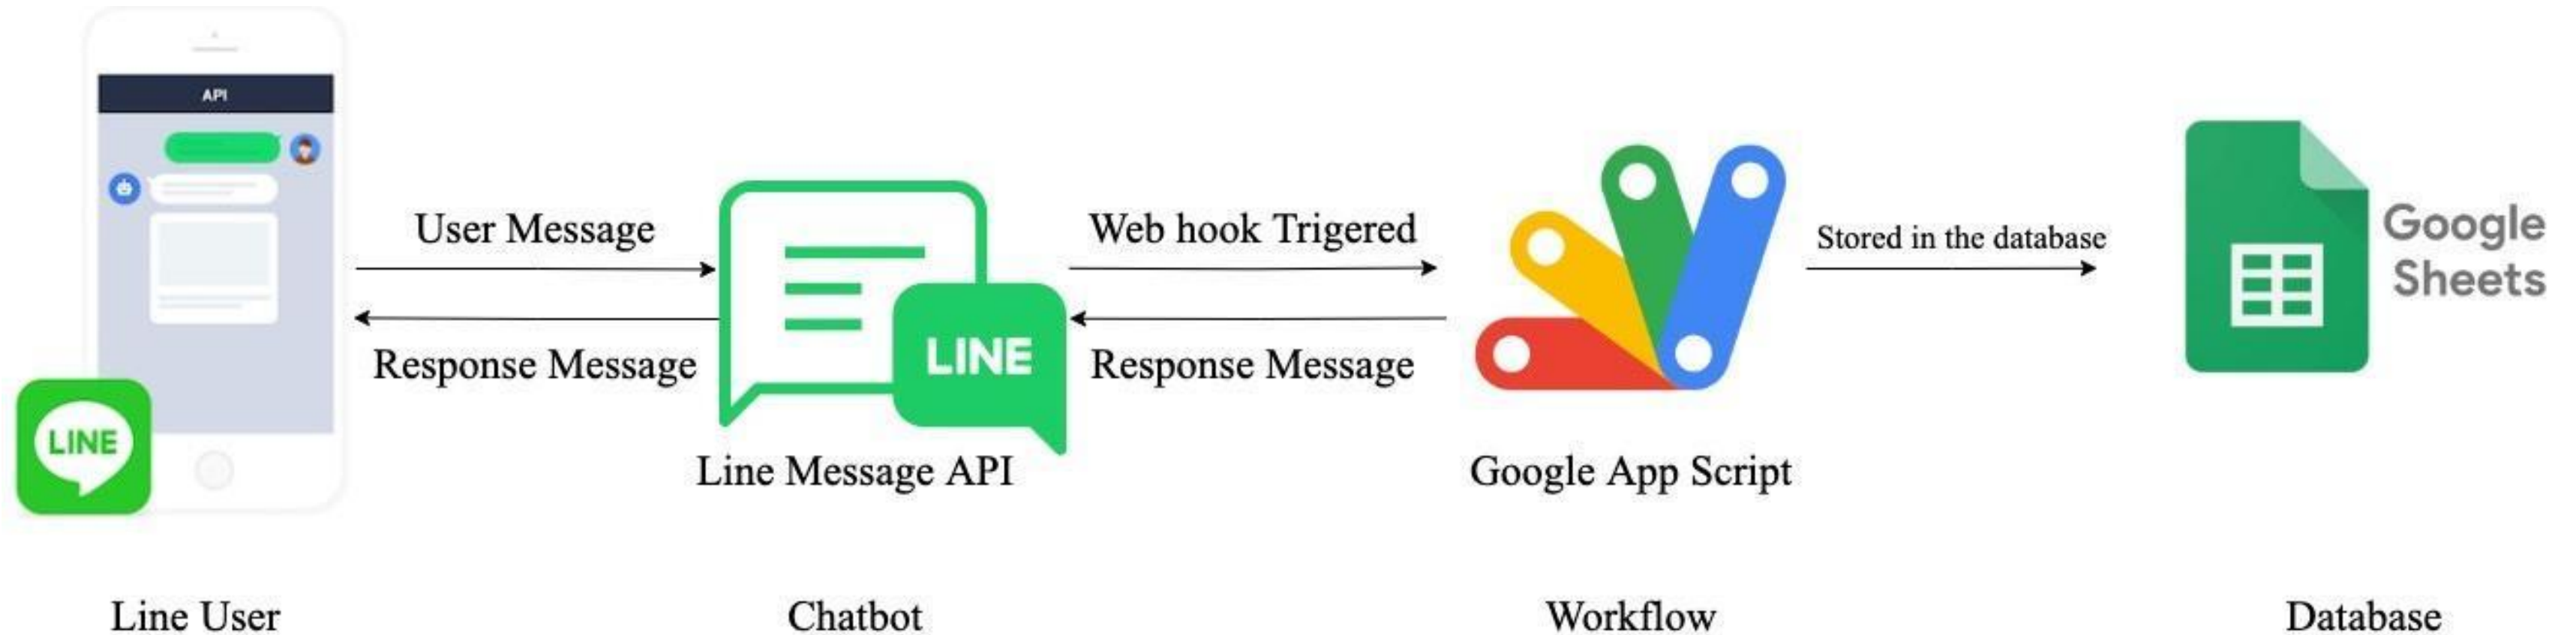 API
User Message
Web hook Trigered
Stored in the database
Google
Sheets
Response Message
LINE
Response Message
LINE
Line Message API
Google App Script
Line User
Chatbot
Workflow
Database